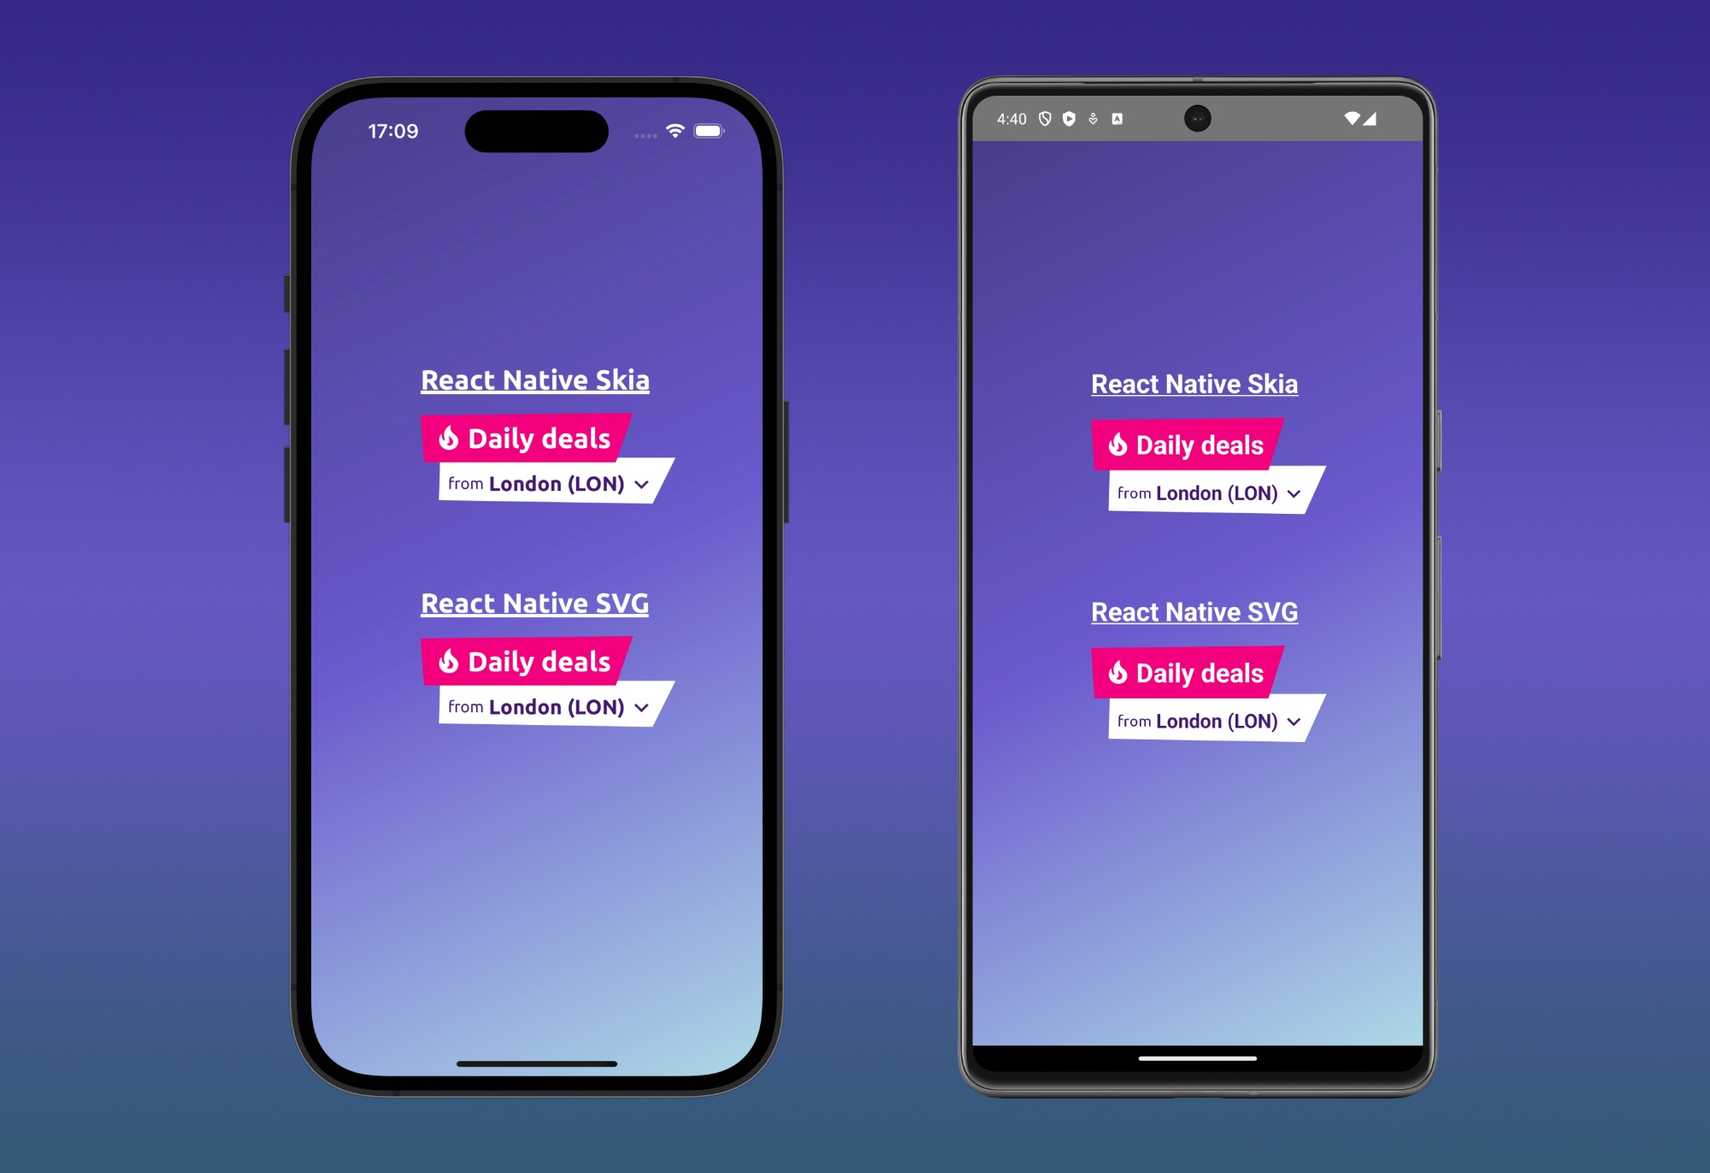 17:09
React Native Skia
Daily deals
from London (LON)
React Native SVG
Daily deals
from London (LON)
4:40
React Native Skia
Daily deals
from London (LON)
React Native SVG
Daily deals
from London (LON)